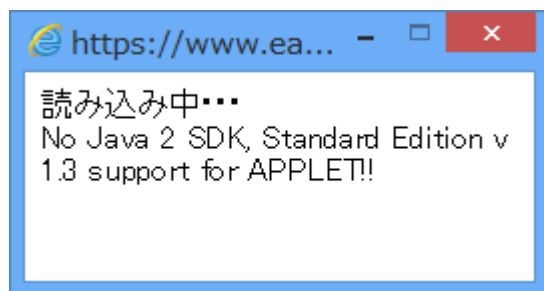 https://www.ea...
読み込み中・・・
No Java 2 SDK, Standard Edition v
1.3 support for APPLET!!